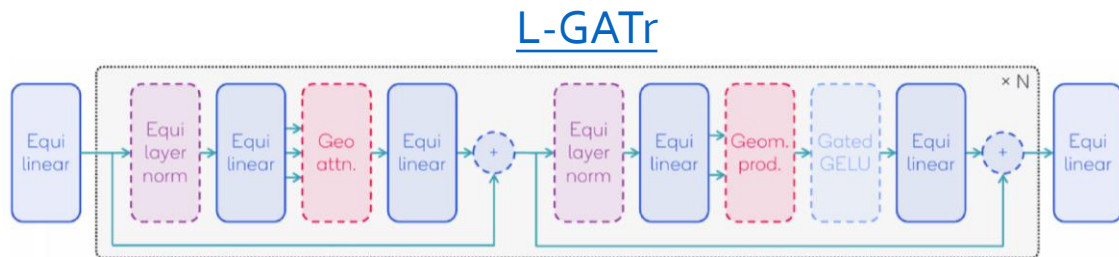 L-GATr
× N
Equi
linear
Equi
layer
norm
Equi
linear
Geo
attn.
Equi
linear
+
Equi
layer
norm
Equi
linear
Geom.
prod.
Gated
GELU
Equi
linear
+
Equi
linear